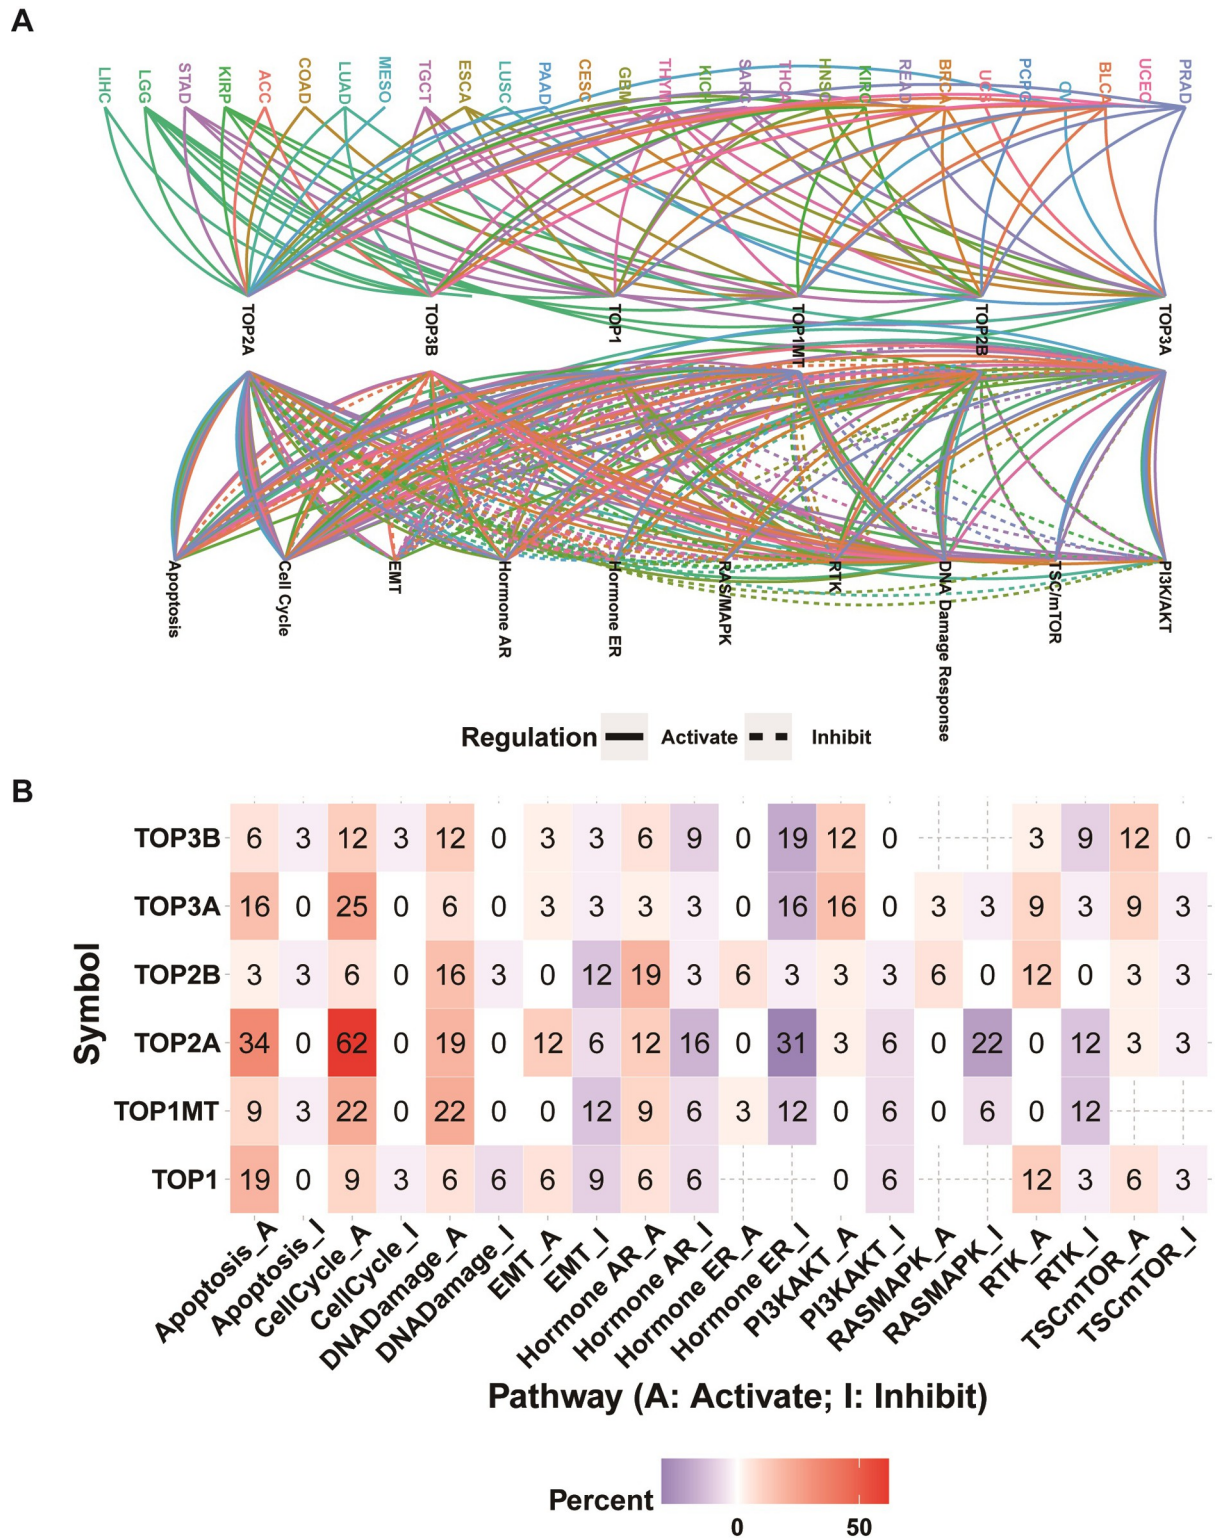 A
LIHC LGG STAD KIRP ACC COAD LUAD MESO TGCT ESCA LUSC PAAD CESC GBM THYM KICH SARC THCA HNSC KIRC READ BRCA UCS PCPG OV BLCA UCEC PRAD
TOP2A TOP3B TOP1 TOP1MT TOP2B TOP3A
Apoptosis Cell Cycle EMT Hormone AR Hormone ER RAS/MAPK RTK DNA Damage Response TSC/mTOR PI3K/AKT
Regulation Activate Inhibit
B
Symbol
TOP3B 6 3 12 3 12 0 3 3 6 9 0 19 12 0 3 9 12 0
TOP3A 16 0 25 0 6 0 3 3 3 3 0 16 16 0 3 3 9 3 9 3
TOP2B 3 3 6 0 16 3 0 12 19 3 6 3 3 3 6 0 12 0 3 3
TOP2A 34 0 62 0 19 0 12 6 12 16 0 31 3 6 0 22 0 12 3 3
TOP1MT 9 3 22 0 22 0 0 12 9 6 3 12 0 6 0 6 0 12
TOP1 19 0 9 3 6 6 6 9 6 6 0 6 12 3 6 3
Apoptosis_A Apoptosis_I CellCycle_A CellCycle_I DNADamage_A DNADamage_I EMT_A EMT_I Hormone AR_A Hormone AR_I Hormone ER_A Hormone ER_I PI3KAKT_A PI3KAKT_I RASMAPK_A RASMAPK_I RTK_A RTK_I TSCmTOR_A TSCmTOR_I
Pathway (A: Activate; I: Inhibit)
Percent
0 50